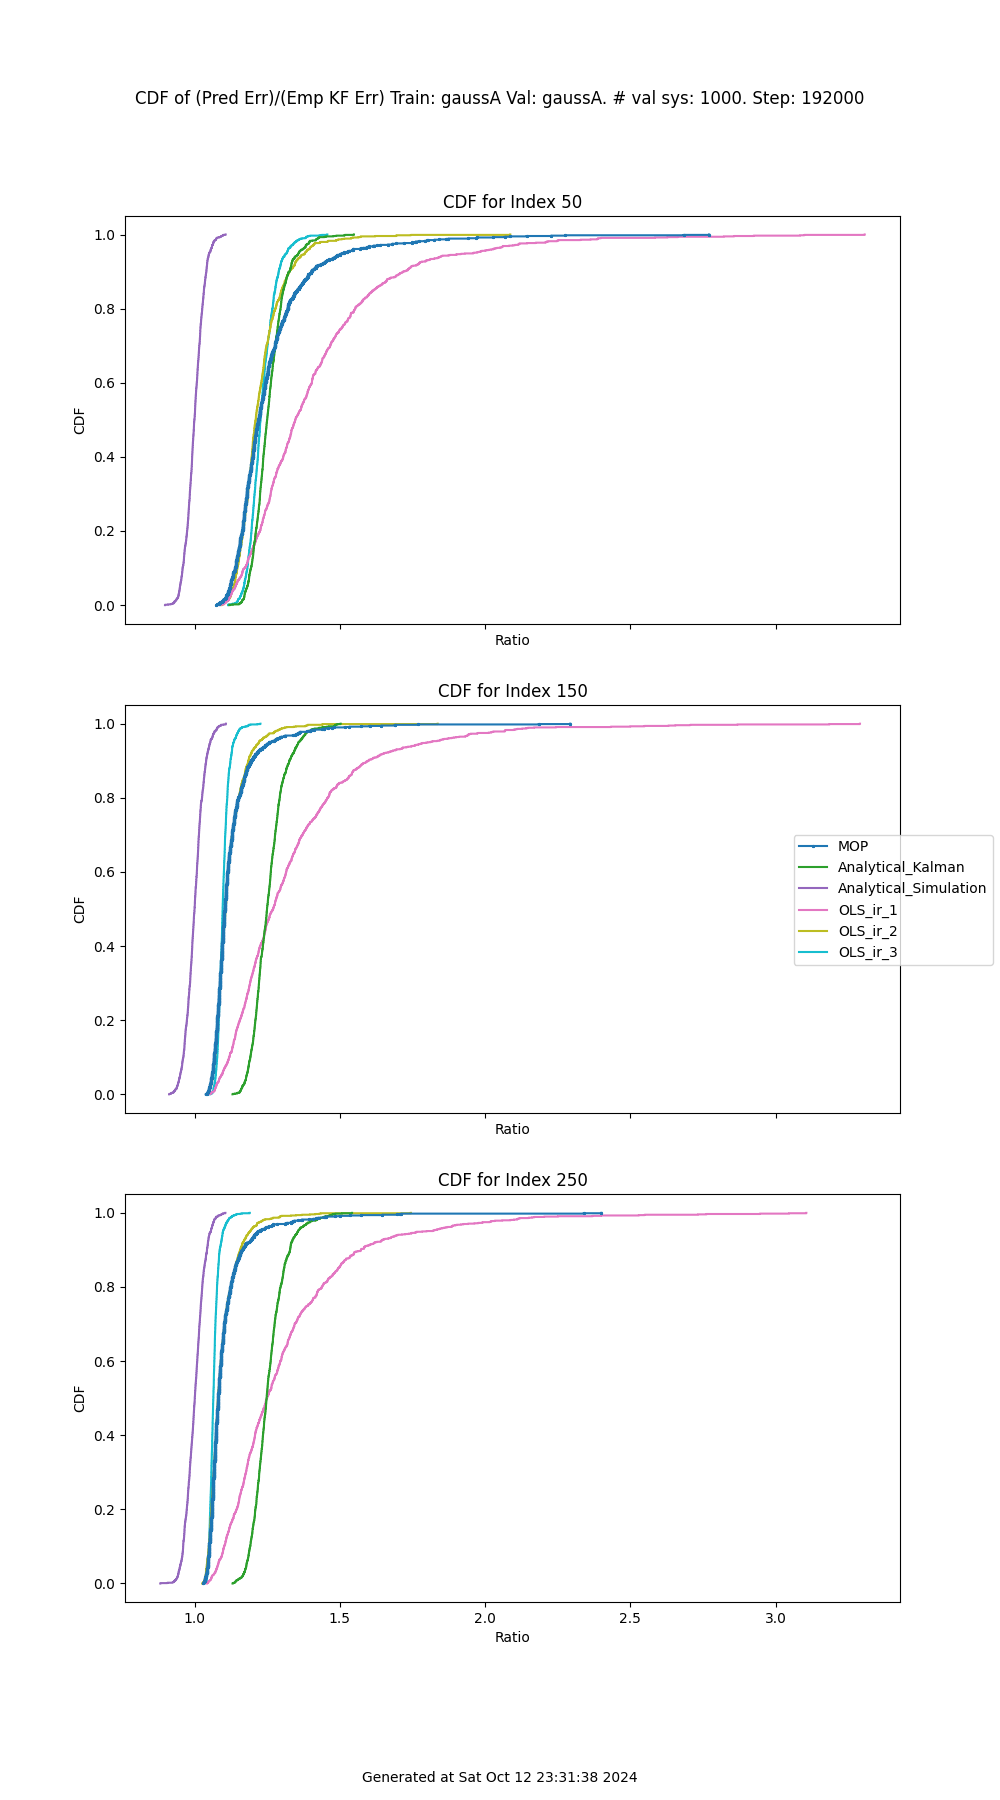 CDF of (Pred Err)/(Emp KF Err) Train: gaussA Val: gaussA. # val sys: 1000. Step: 192000
CDF for Index 50
1.0
0.8
0.6
0.4
0.2
0.0
CDF
Ratio
CDF for Index 150
1.0
0.8
0.6
0.4
0.2
0.0
CDF
Ratio
MOP
Analytical_Kalman
Analytical_Simulation
OLS_ir_1
OLS_ir_2
OLS_ir_3
CDF for Index 250
1.0
0.8
0.6
0.4
0.2
0.0
CDF
1.0 1.5 2.0 2.5 3.0
Ratio
Generated at Sat Oct 12 23:31:38 2024